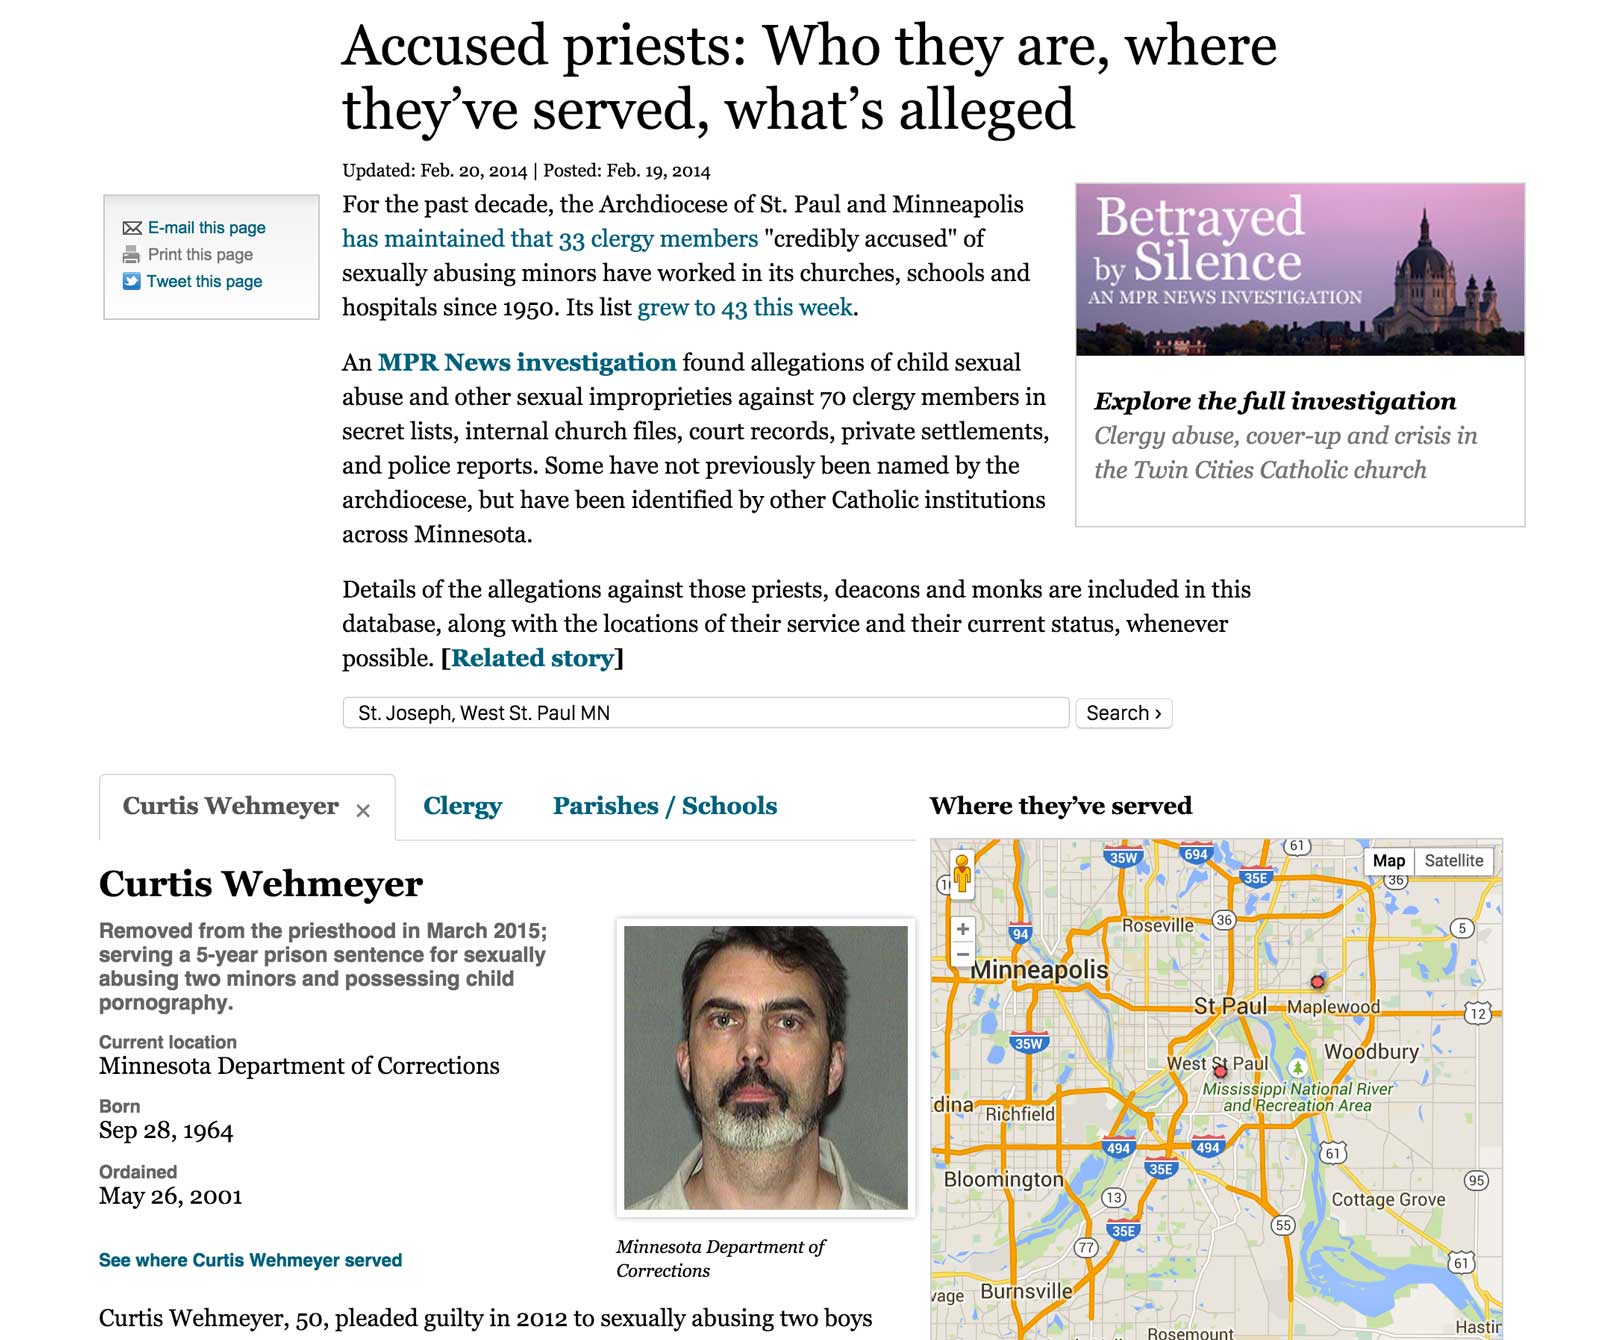 Accused priests: Who they are, where
they’ve served, what’s alleged
Updated: Feb. 20, 2014 | Posted: Feb. 19, 2014
E-mail this page
Print this page
Tweet this page
For the past decade, the Archdiocese of St. Paul and Minneapolis
has maintained that 33 clergy members "credibly accused" of
sexually abusing minors have worked in its churches, schools and
hospitals since 1950. Its list grew to 43 this week.
An MPR News investigation found allegations of child sexual
abuse and other sexual improprieties against 70 clergy members in
secret lists, internal church files, court records, private settlements,
and police reports. Some have not previously been named by the
archdiocese, but have been identified by other Catholic institutions
across Minnesota.
Details of the allegations against those priests, deacons and monks are included in this
database, along with the locations of their service and their current status, whenever
possible. [Related story]
Betrayed
by Silence
AN MPR NEWS INVESTIGATION
Explore the full investigation
Clergy abuse, cover-up and crisis in
the Twin Cities Catholic church
St. Joseph, West St. Paul MN
Search ›
Curtis Wehmeyer ×
Clergy
Parishes / Schools
Curtis Wehmeyer
Removed from the priesthood in March 2015;
serving a 5-year prison sentence for sexually
abusing two minors and possessing child
pornography.
Current location
Minnesota Department of Corrections
Born
Sep 28, 1964
Ordained
May 26, 2001
See where Curtis Wehmeyer served
Minnesota Department of
Corrections
Curtis Wehmeyer, 50, pleaded guilty in 2012 to sexually abusing two boys
Where they’ve served
61
35W
694
Map
Satellite
35E
36
36
Roseville
5
94
+
−
Minneapolis
St Paul
Maplewood
12
35W
West St Paul
Woodbury
Mississippi National River
and Recreation Area
dina
Richfield
494
494
61
35E
Bloomington
95
13
Cottage Grove
55
35E
77
61
vage
Burnsville
Rosemount
Hastin